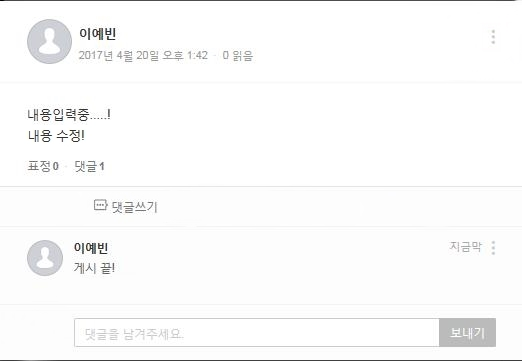 이예빈
2017년 4월 20일 오후 1:42 · 0 읽음
내용입력중.....!
내용 수정!
표정 0 · 댓글 1
댓글쓰기
이예빈
지금막
게시 끝!
댓글을 남겨주세요.
보내기